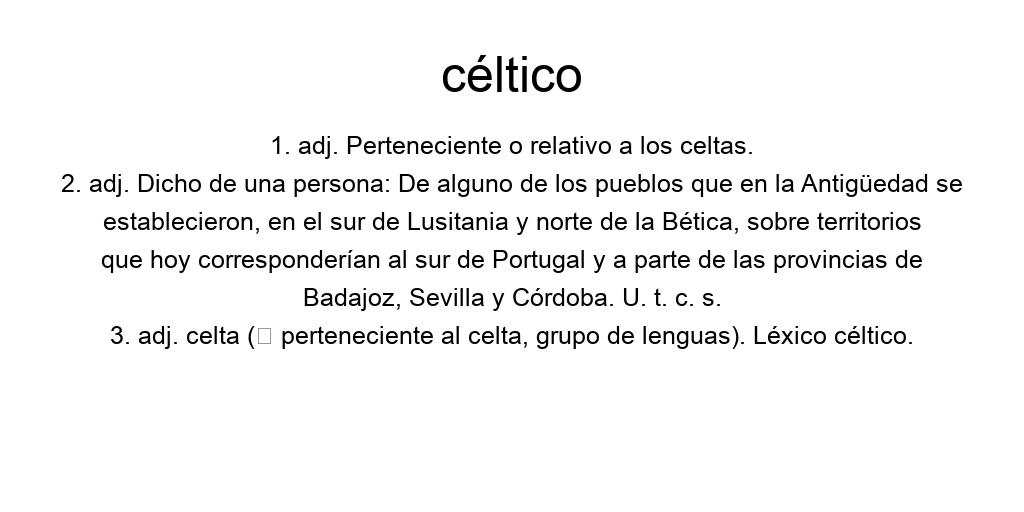 céltico
1. adj. Perteneciente o relativo a los celtas.
2. adj. Dicho de una persona: De alguno de los pueblos que en la Antigüedad se
establecieron, en el sur de Lusitania y norte de la Bética, sobre territorios
que hoy corresponderían al sur de Portugal y a parte de las provincias de
Badajoz, Sevilla y Córdoba. U. t. c. s.
3. adj. celta (□ perteneciente al celta, grupo de lenguas). Léxico céltico.